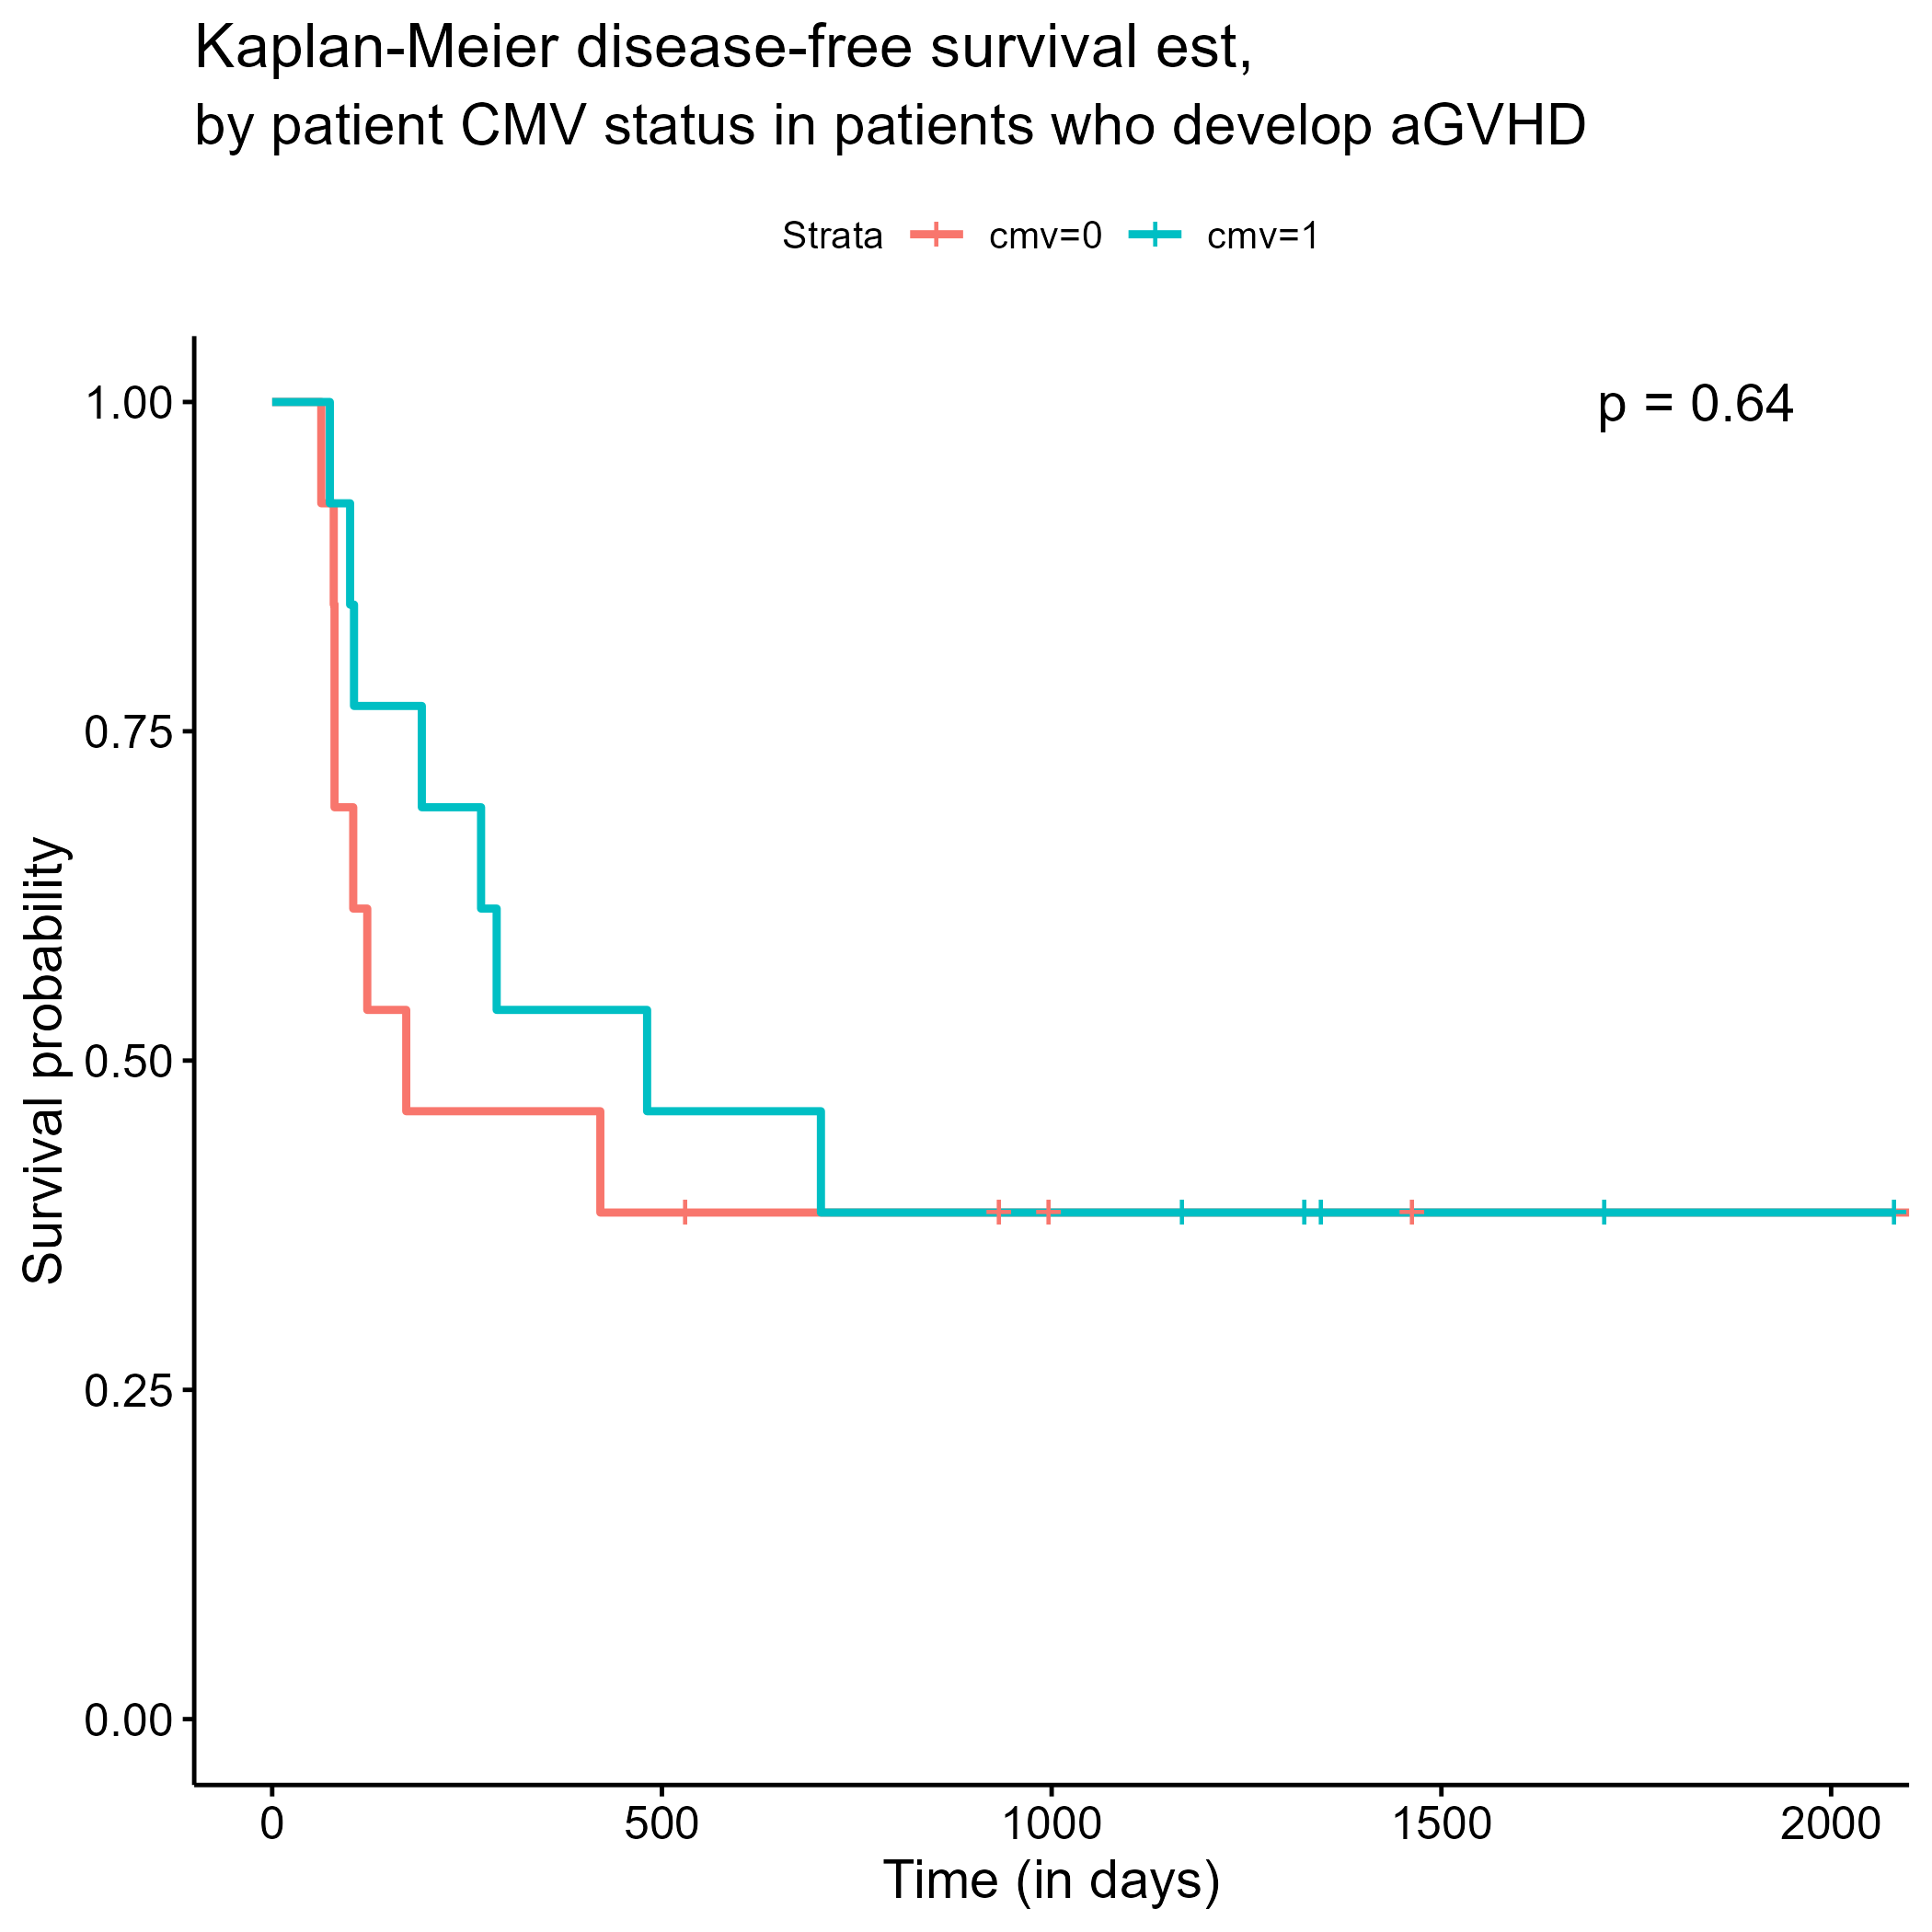 Kaplan-Meier disease-free survival est,
by patient CMV status in patients who develop aGVHD
Strata cmv=0 cmv=1
p = 0.64
Survival probability
1.00
0.75
0.50
0.25
0.00
0 500 1000 1500 2000
Time (in days)